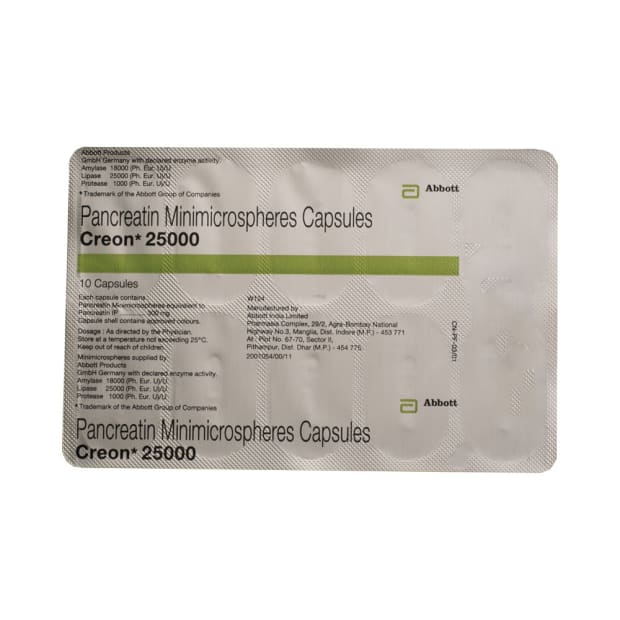 Abbott Products
GmbH Germany with declared enzyme activity.
Amylase 18000 (Ph. Eur. U)/U
Lipase 25000 (Ph. Eur. U)/U
Protease 1000 (Ph. Eur. U)/U
* Trademark of the Abbott Group of Companies
Abbott
Pancreatin Minimicrospheres Capsules
Creon* 25000
10 Capsules
Each capsule contains:
Pancreatin Minimicrospheres equivalent to
Pancreatin 300 mg
Capsule shell contains approved colours.
Dosage : As directed by the Physician.
Store at a temperature not exceeding 25°C.
Keep out of reach of children.
Minimicrospheres supplied by
Abbott Products
GmbH Germany with declared enzyme activity.
Amylase 18000 (Ph. Eur. U)/U
Lipase 25000 (Ph. Eur. U)/U
Protease 1000 (Ph. Eur. U)/U
* Trademark of the Abbott Group of Companies
W124
Manufactured by
Abbott India Limited
Pharmasia Complex, 29/2, Agra-Bombay National
Highway No.3, Manglia, Dist. Indore (M.P.) - 453 771
At.: Plot No. 67-70, Sector II,
Pithampur, Dist. Dhar (M.P.) - 454 775.
2001054/00/11
CN-PF-03/01
Abbott
Pancreatin Minimicrospheres Capsules
Creon* 25000